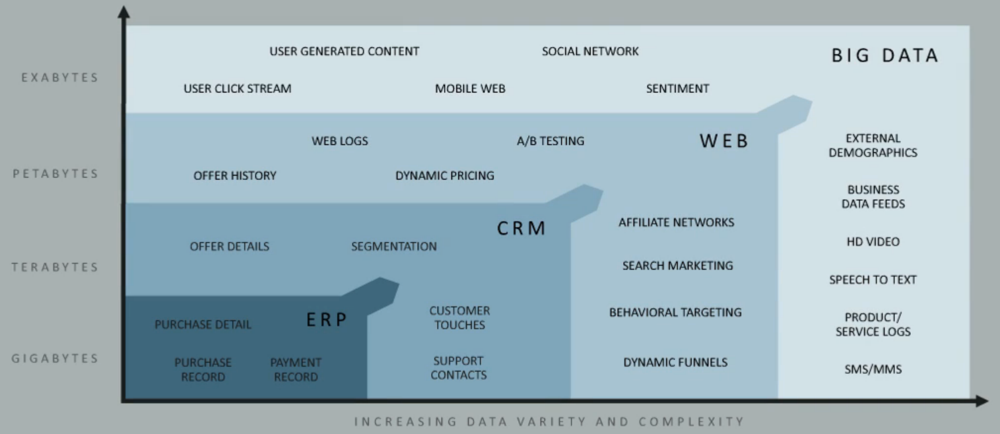 USER GENERATED CONTENT
SOCIAL NETWORK
BIG DATA
EXABYTES
USER CLICK STREAM
MOBILE WEB
SENTIMENT
WEB LOGS
A/B TESTING
WEB
EXTERNAL
DEMOGRAPHICS
PETABYTES
OFFER HISTORY
DYNAMIC PRICING
BUSINESS
DATA FEEDS
CRM
AFFILIATE NETWORKS
HD VIDEO
OFFER DETAILS
SEGMENTATION
TERABYTES
SEARCH MARKETING
SPEECH TO TEXT
PURCHASE DETAIL
ERP
CUSTOMER
TOUCHES
BEHAVIORAL TARGETING
PRODUCT/
SERVICE LOGS
GIGABYTES
PURCHASE
RECORD
PAYMENT
RECORD
SUPPORT
CONTACTS
DYNAMIC FUNNELS
SMS/MMS
INCREASING DATA VARIETY AND COMPLEXITY